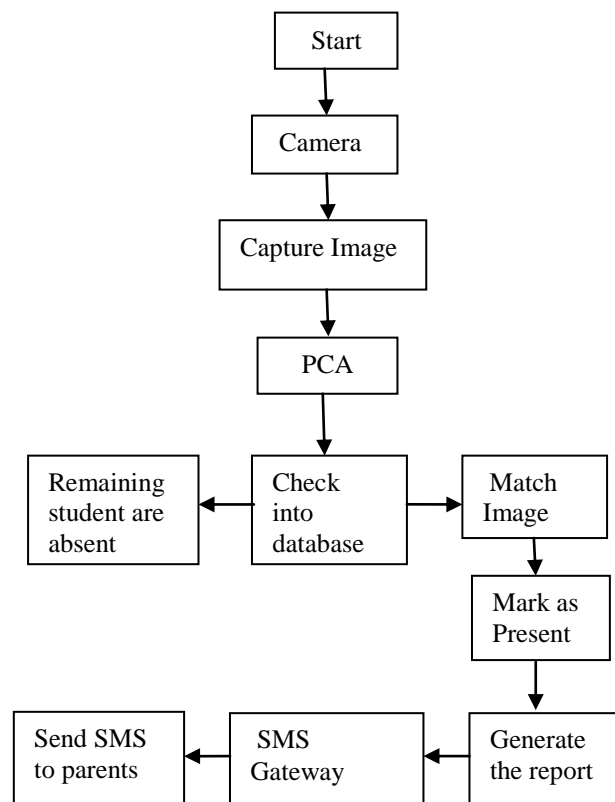 Start
Camera
Capture Image
PCA
Remaining
student are
absent
Check
into
database
Match
Image
Mark as
Present
Send SMS
to parents
SMS
Gateway
Generate
the report